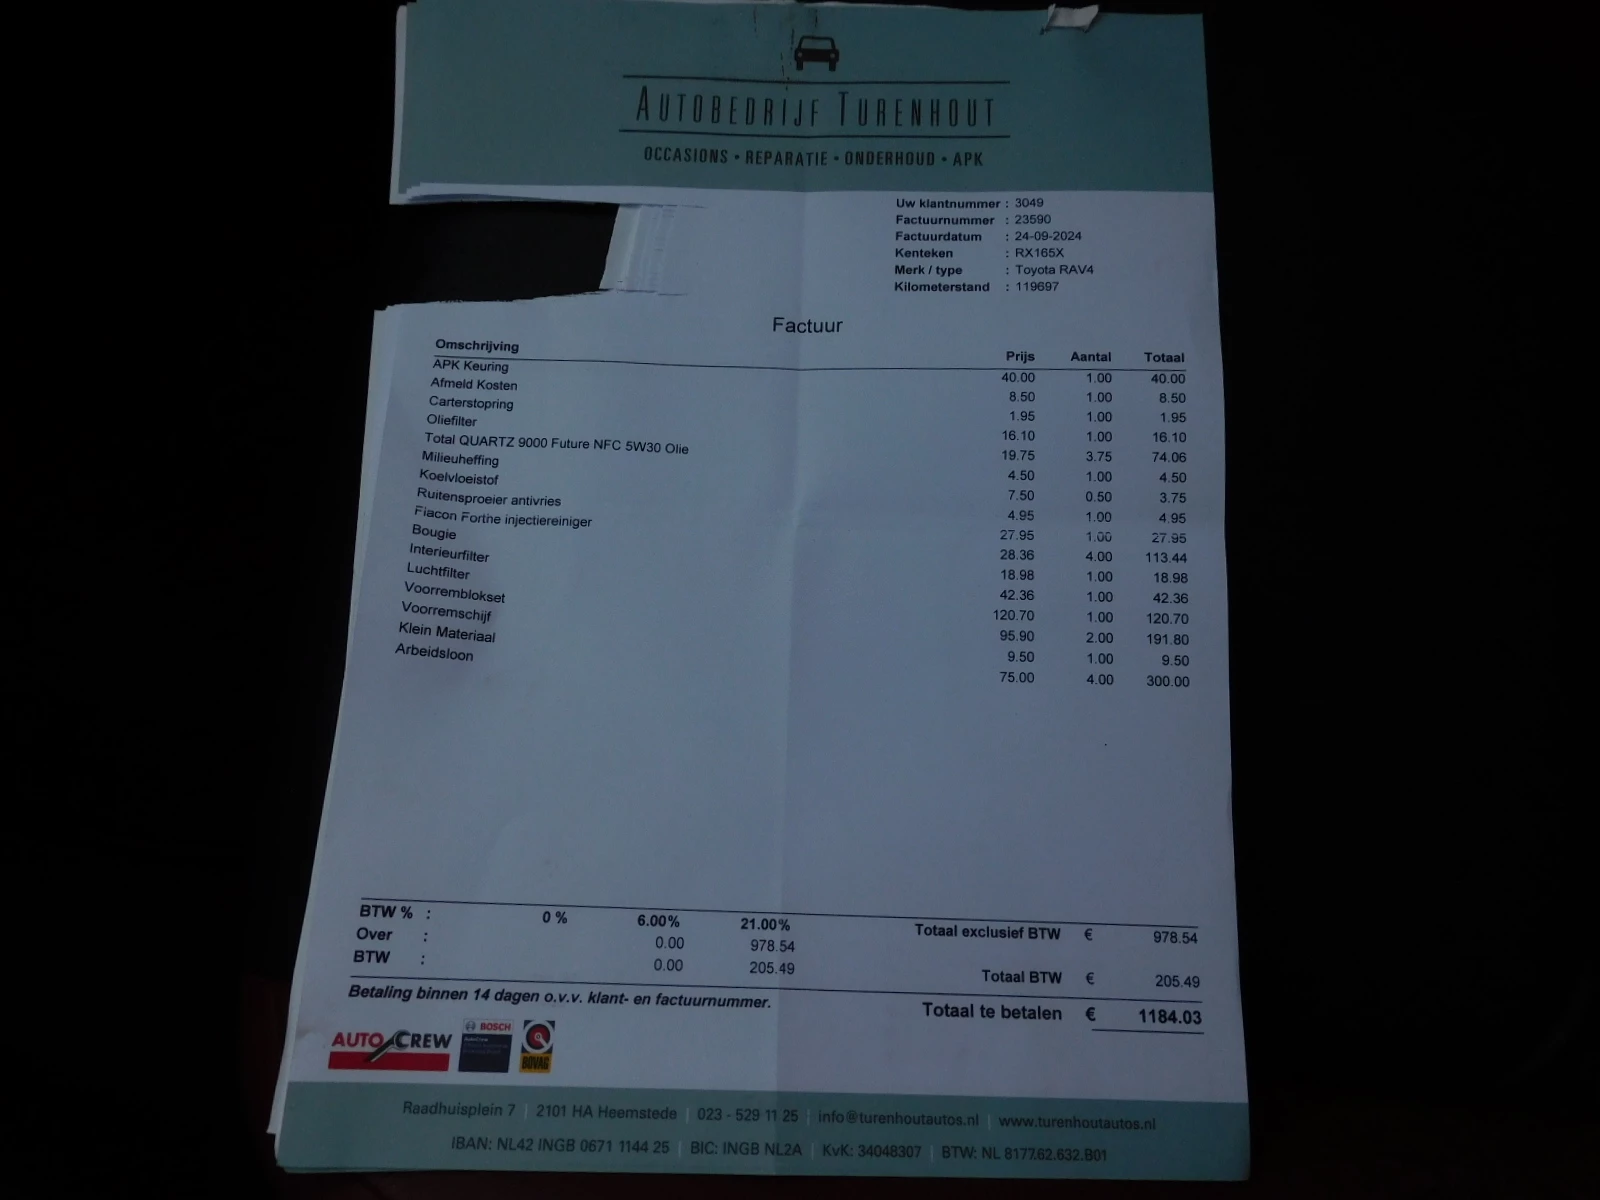 AUTOBEDRIJF TURENHOUT
OCCASIONS • REPARATIE • ONDERHOUD • APK
Uw klantnummer : 3049
Factuurnummer : 23590
Factuurdatum : 24-09-2024
Kenteken : RX165X
Merk / type : Toyota RAV4
Kilometerstand : 119697
Factuur
Omschrijving Prijs Aantal Totaal
APK Keuring 40.00 1.00 40.00
Afmeld Kosten 8.50 1.00 8.50
Carterstopring 1.95 1.00 1.95
Oliefilter 16.10 1.00 16.10
Total QUARTZ 9000 Future NFC 5W30 Olie 19.75 3.75 74.06
Milieuheffing 4.50 1.00 4.50
Koelvloeistof 7.50 0.50 3.75
Ruitensproeier antivries 4.95 1.00 4.95
Fiacon Forthe injectiereiniger 27.95 1.00 27.95
Bougie 28.36 4.00 113.44
Interieurfilter 18.98 1.00 18.98
Luchtfilter 42.36 1.00 42.36
Voorremblokset 120.70 1.00 120.70
Voorremschijf 95.90 2.00 191.80
Klein Materiaal 9.50 1.00 9.50
Arbeidsloon 75.00 4.00 300.00
BTW % : 0 % 6.00% 21.00% Totaal exclusief BTW € 978.54
Over : 0.00 978.54
BTW : 0.00 205.49 Totaal BTW € 205.49
Betaling binnen 14 dagen o.v.v. klant- en factuurnummer. Totaal te betalen € 1184.03
AUTO CREW BOSCH BOVAG
Raadhuisplein 7 | 2101 HA Heemstede | 023 - 529 11 25 | info@turenhoutautos.nl | www.turenhoutautos.nl
IBAN: NL42 INGB 0671 1144 25 | BIC: INGB NL2A | KvK: 34048307 | BTW: NL 8177.62.632.B01